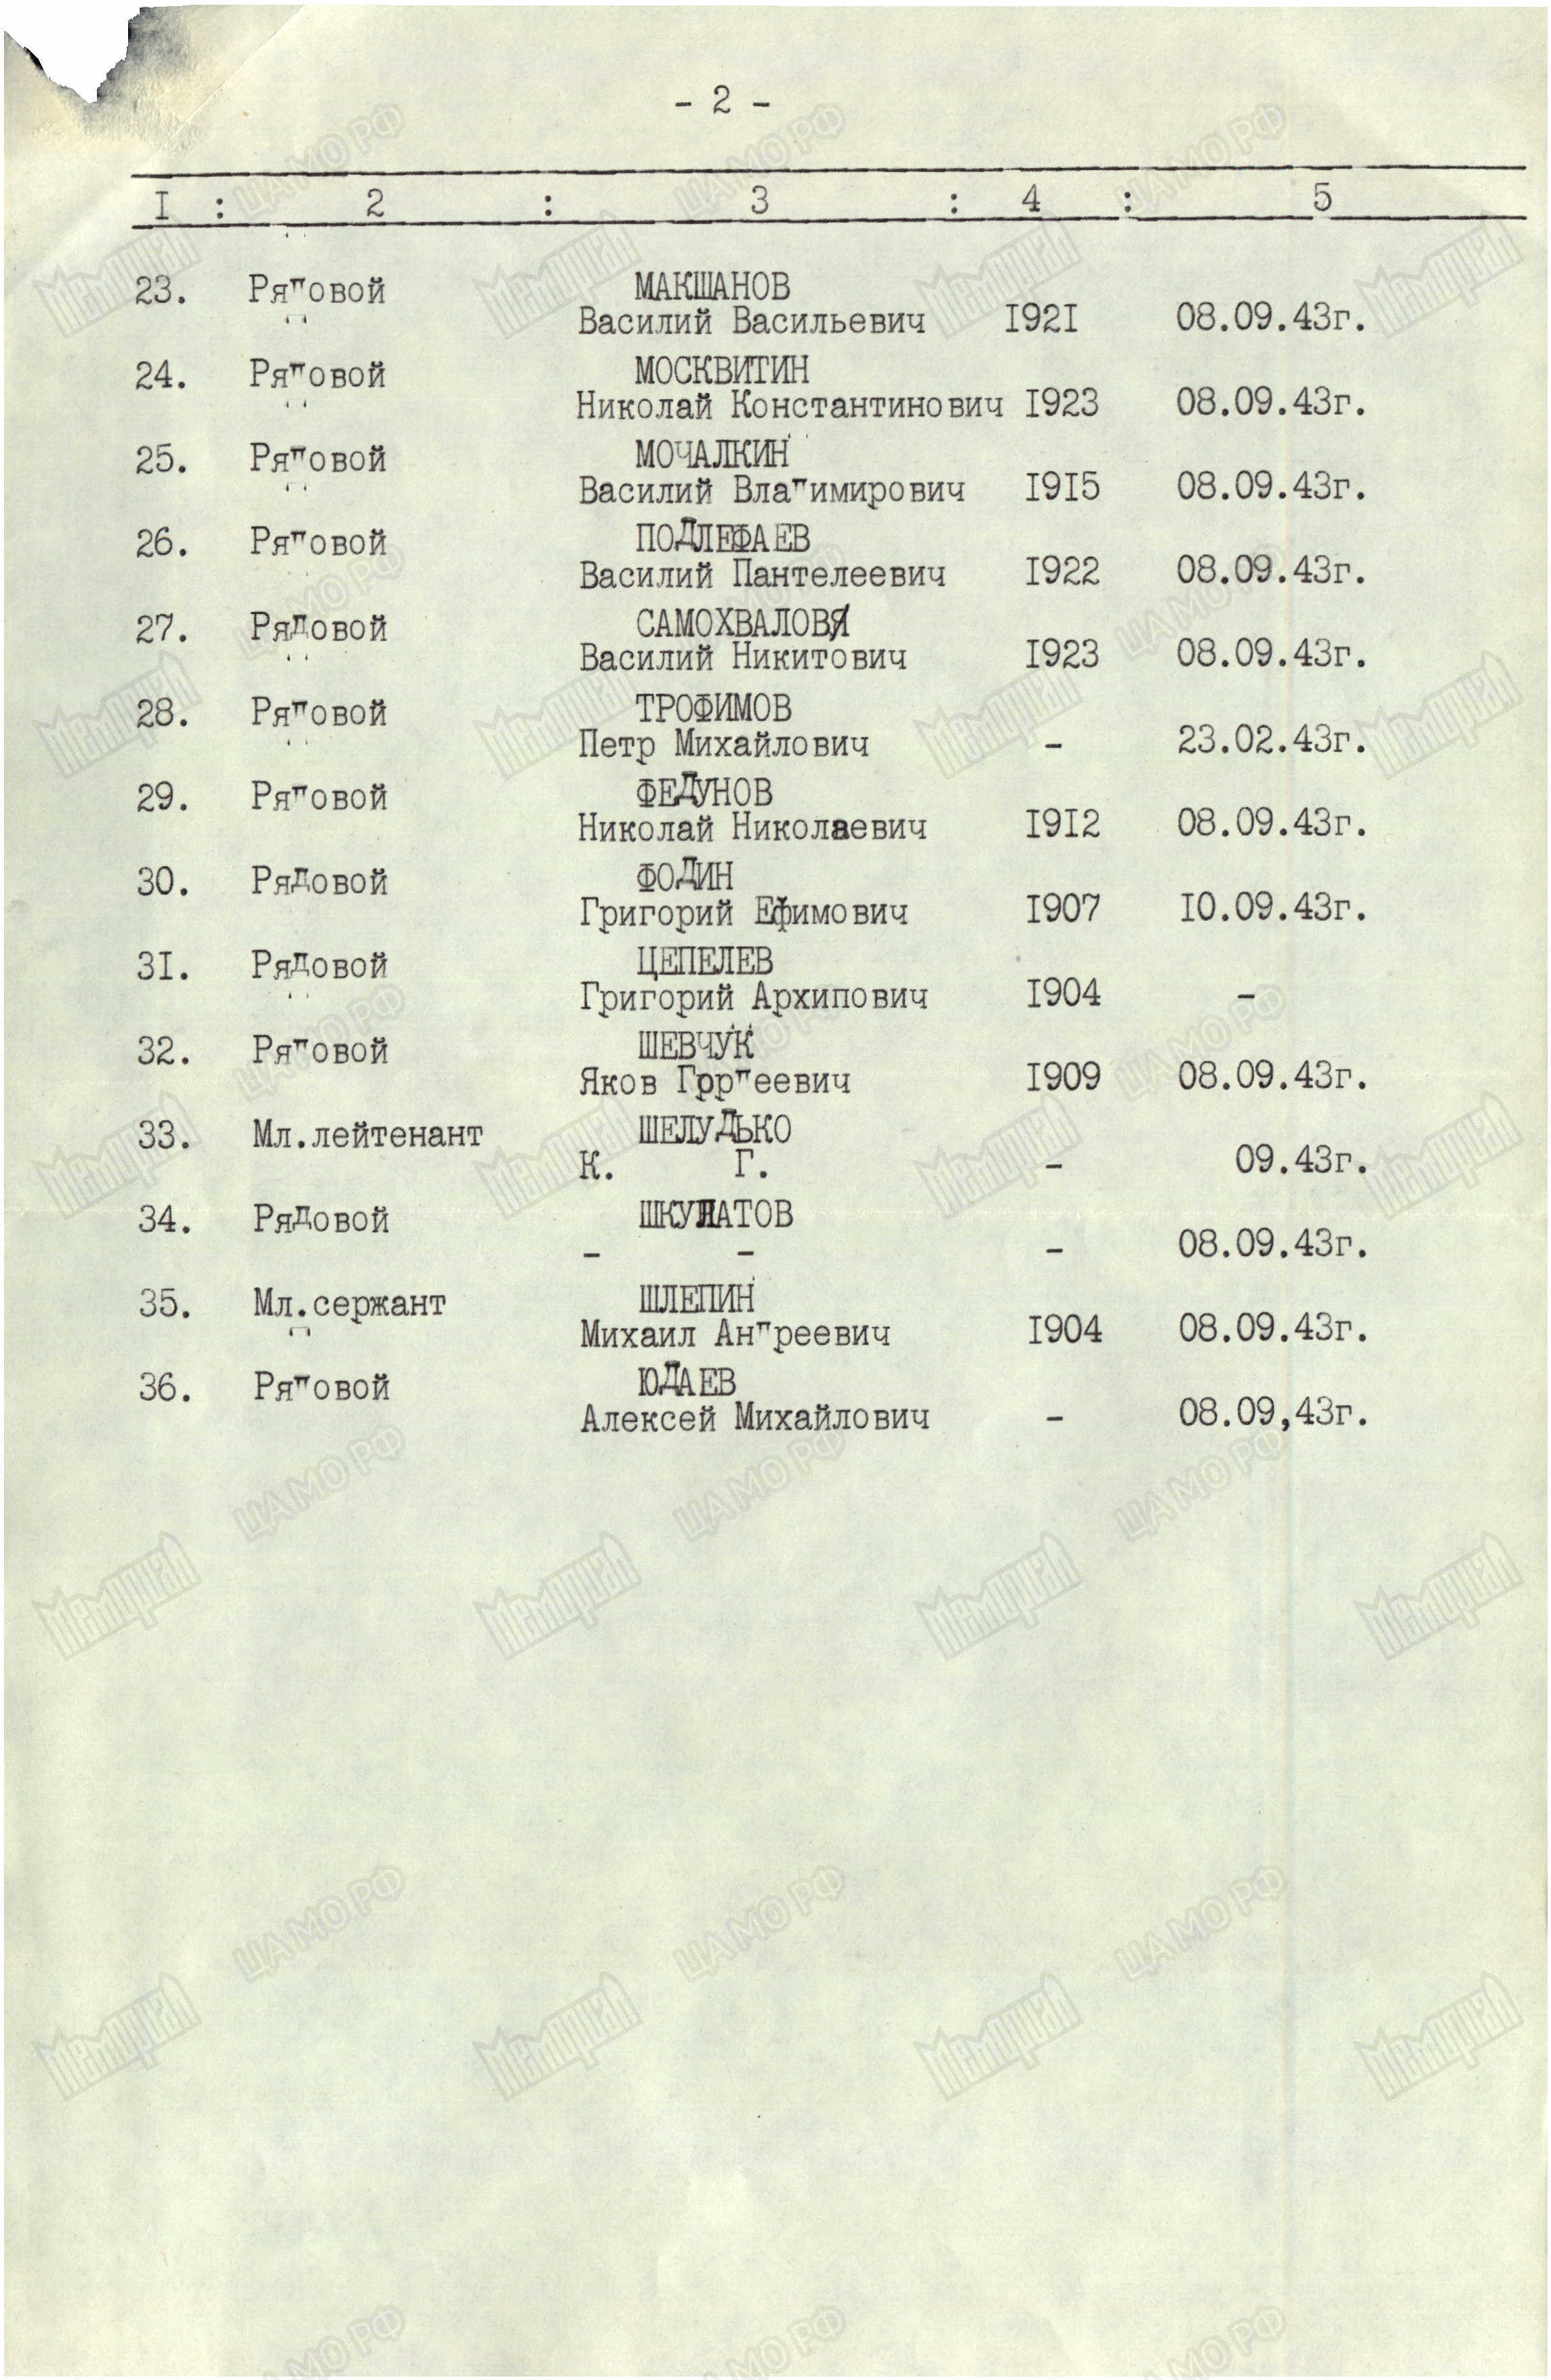 - 2 -
I : 2 : 3 : 4 : 5
23. Рядовой МАКШАНОВ
Василий Васильевич I92I 08.09.43г.
24. Рядовой МОСКВИТИН
Николай Константинович I923 08.09.43г.
25. Рядовой МОЧАЛКИН
Василий Владимирович I9I5 08.09.43г.
26. Рядовой ПОДЛЕФАЕВ
Василий Пантелеевич I922 08.09.43г.
27. Рядовой САМОХВАЛОВ
Василий Никитович I923 08.09.43г.
28. Рядовой ТРОФИМОВ
Петр Михайлович - 23.02.43г.
29. Рядовой ФЕДУНОВ
Николай Николаевич I9I2 08.09.43г.
30. Рядовой ФОДИН
Григорий Ефимович I907 I0.09.43г.
3I. Рядовой ЦЕПЕЛЕВ
Григорий Архипович I904 -
32. Рядовой ШЕВЧУК
Яков Гордеевич I909 08.09.43г.
33. Мл.лейтенант ШЕЛУДЬКО
К. Г. - 09.43г.
34. Рядовой
- - - 08.09.43г.
35. Мл.сержант ШЛЕПИН
Михаил Андреевич I904 08.09.43г.
36. Рядовой ЮДАЕВ
Алексей Михайлович - 08.09,43г.